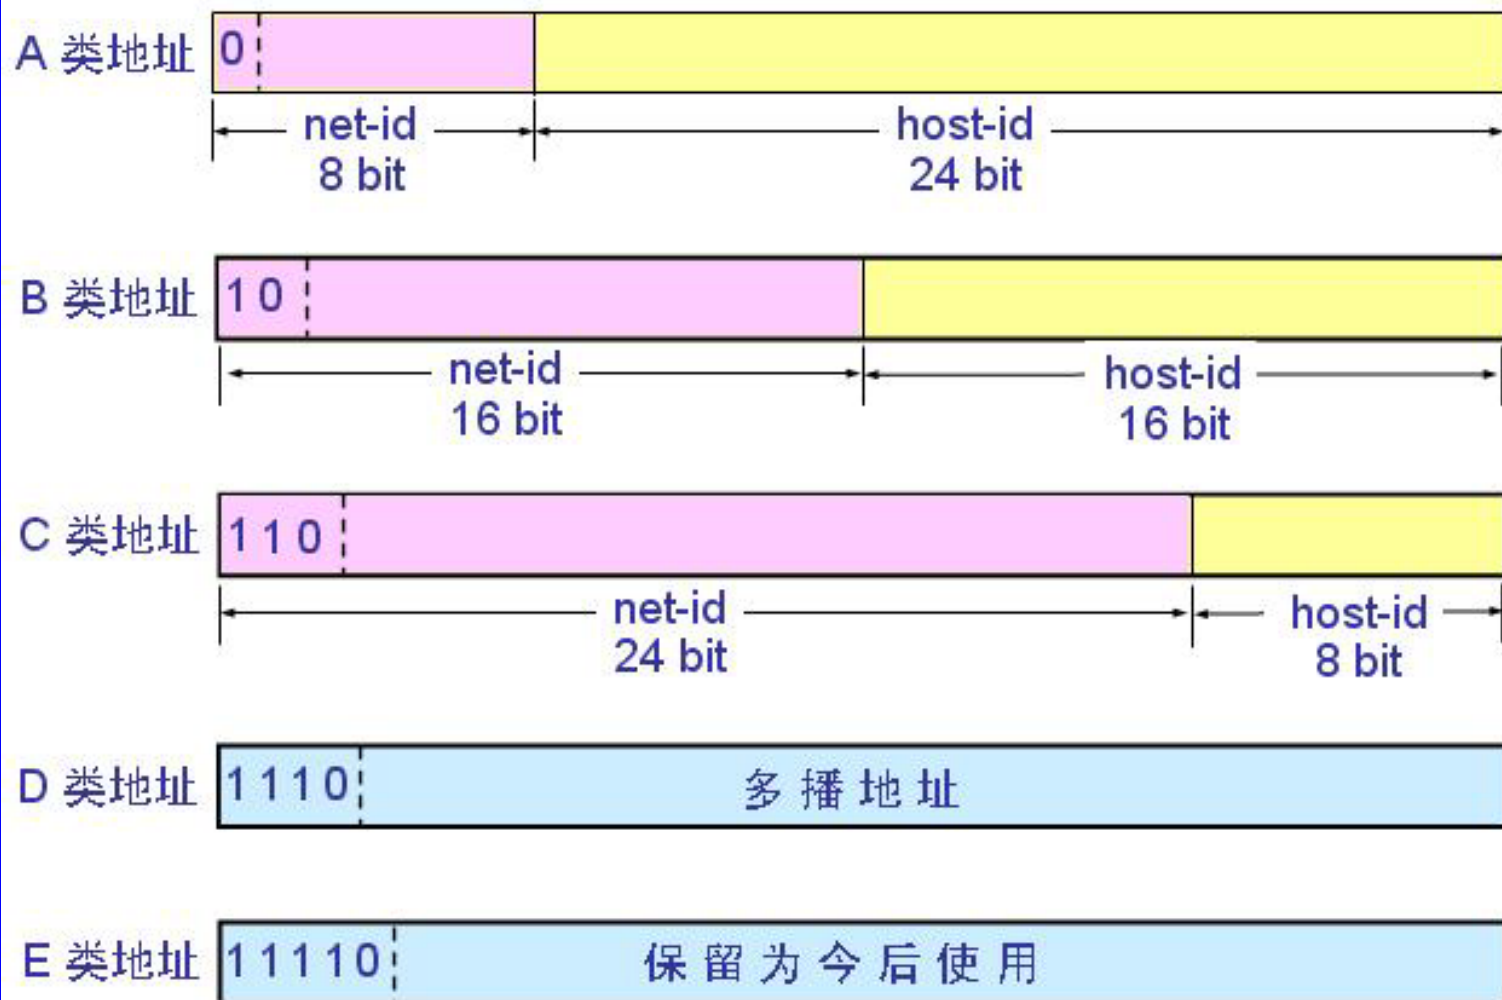 A 类地址 0
net-id host-id
8 bit 24 bit
B 类地址 1 0
net-id host-id
16 bit 16 bit
C 类地址 1 1 0
net-id host-id
24 bit 8 bit
D 类地址 1 1 1 0 多播地址
E 类地址 1 1 1 1 0 保留为今后使用